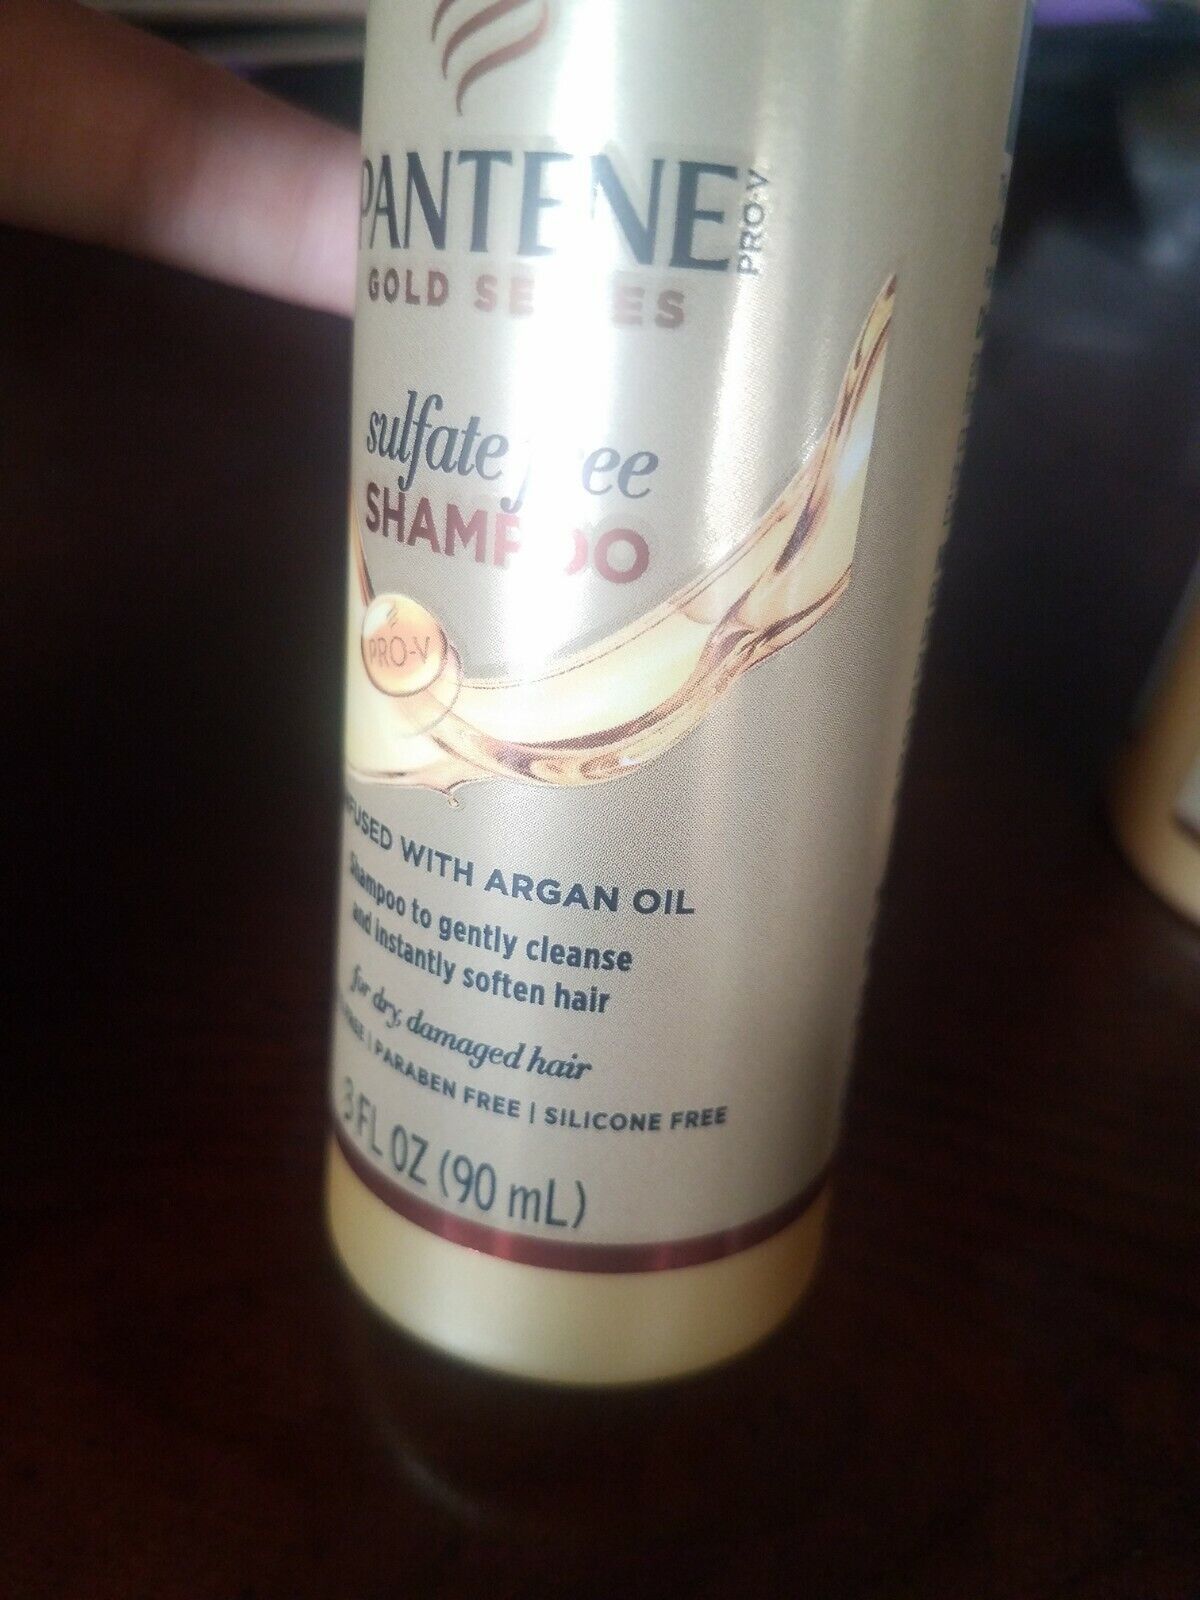 PANTENE
PRO-V
GOLD SERIES
sulfate free
SHAMPOO
PRO-V
INFUSED WITH ARGAN OIL
Shampoo to gently cleanse
and instantly soften hair
for dry, damaged hair
| PARABEN FREE | SILICONE FREE
3 FL OZ (90 mL)